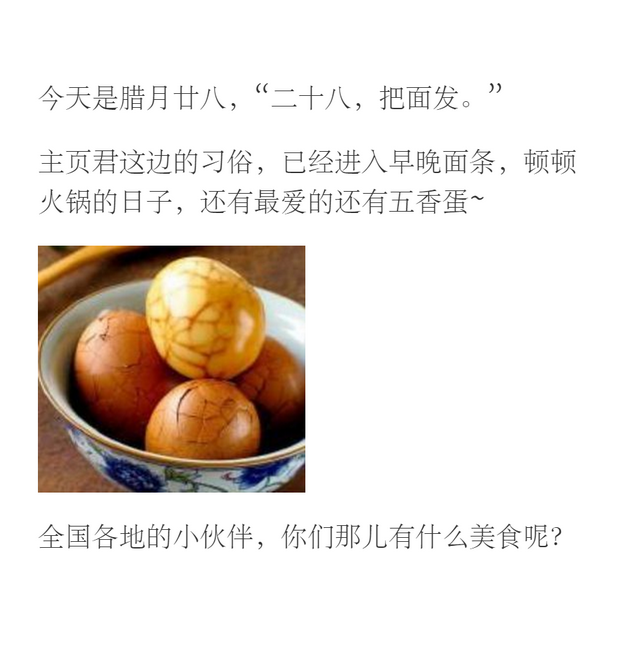 今天是腊月廿八，“二十八，把面发。”
主页君这边的习俗，已经进入早晚面条，顿顿
火锅的日子，还有最爱的还有五香蛋~
全国各地的小伙伴，你们那儿有什么美食呢？